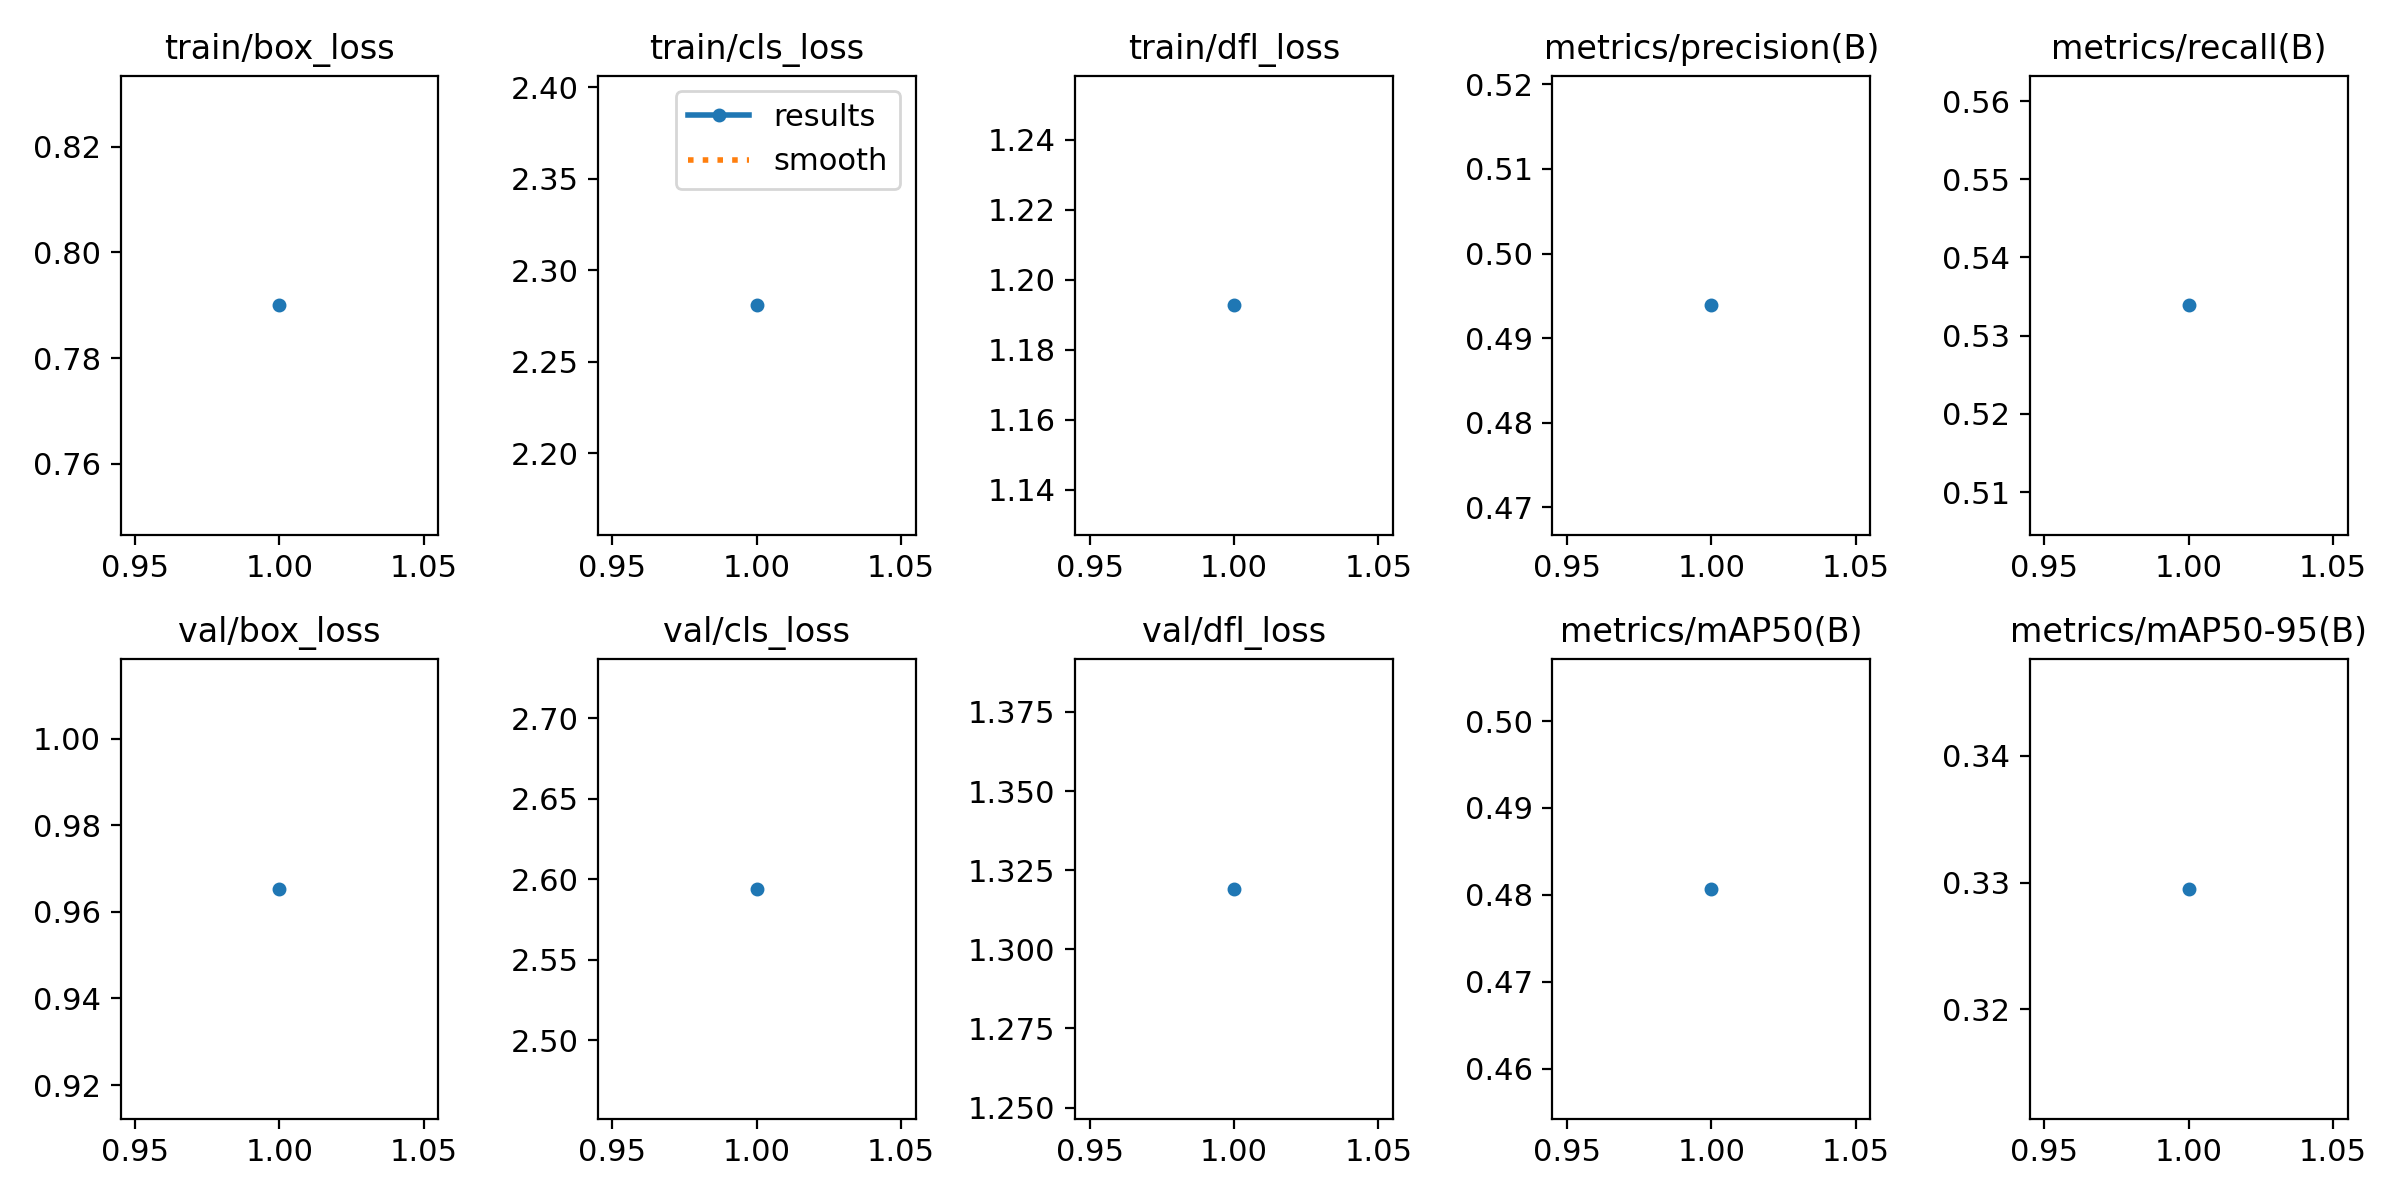 train/box_loss
train/cls_loss
train/dfl_loss
metrics/precision(B)
metrics/recall(B)
0.82
0.80
0.78
0.76
0.95 1.00 1.05
2.40
2.35
2.30
2.25
2.20
results
smooth
0.95 1.00 1.05
1.24
1.22
1.20
1.18
1.16
1.14
0.95 1.00 1.05
0.52
0.51
0.50
0.49
0.48
0.47
0.95 1.00 1.05
0.56
0.55
0.54
0.53
0.52
0.51
0.95 1.00 1.05
val/box_loss
val/cls_loss
val/dfl_loss
metrics/mAP50(B)
metrics/mAP50-95(B)
1.00
0.98
0.96
0.94
0.92
0.95 1.00 1.05
2.70
2.65
2.60
2.55
2.50
0.95 1.00 1.05
1.375
1.350
1.325
1.300
1.275
1.250
0.95 1.00 1.05
0.50
0.49
0.48
0.47
0.46
0.95 1.00 1.05
0.34
0.33
0.32
0.95 1.00 1.05